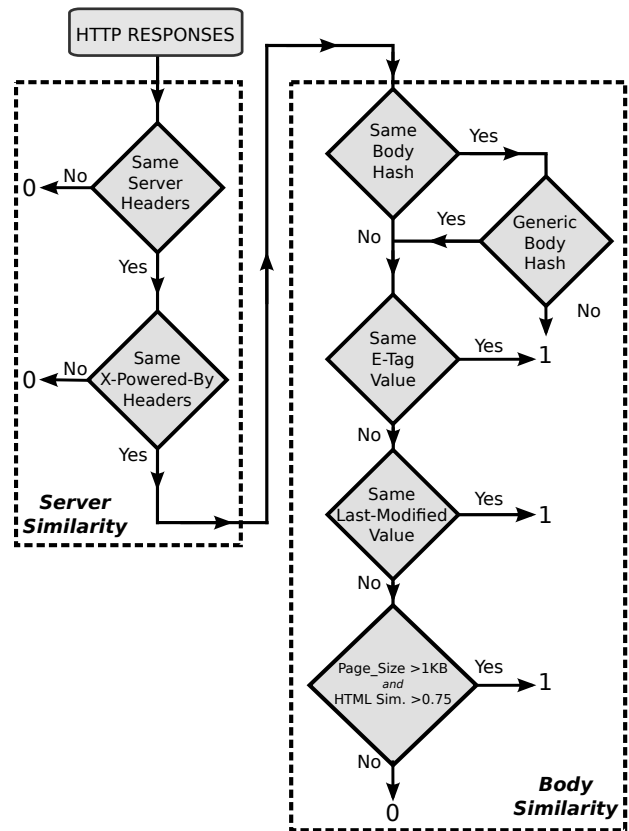 HTTP RESPONSES
Same
Server
Headers
No
0
Yes
Same
X-Powered-By
Headers
No
0
Yes
Server
Similarity
Same
Body
Hash
Yes
Generic
Body
Hash
Yes
No
No
1
Same
E-Tag
Value
Yes
1
No
Same
Last-Modified
Value
Yes
1
No
Page_Size >1KB
and
HTML Sim. >0.75
Yes
1
No
0
Body
Similarity